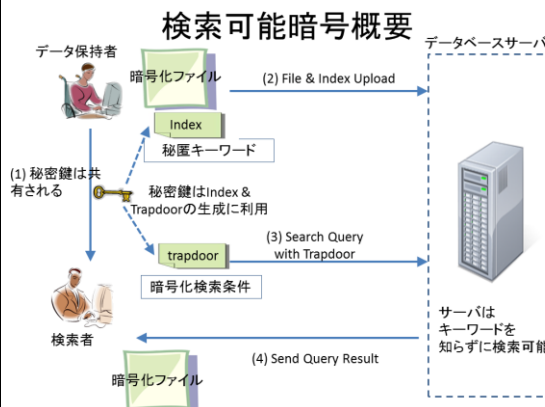 検索可能暗号概要
データ保持者
データベースサーバ
暗号化ファイル
(2) File & Index Upload
Index
秘匿キーワード
(1) 秘密鍵は共
有される
秘密鍵はIndex &
Trapdoorの生成に利用
(3) Search Query
with Trapdoor
trapdoor
暗号化検索条件
検索者
サーバは
キーワードを
知らずに検索可能
(4) Send Query Result
暗号化ファイル